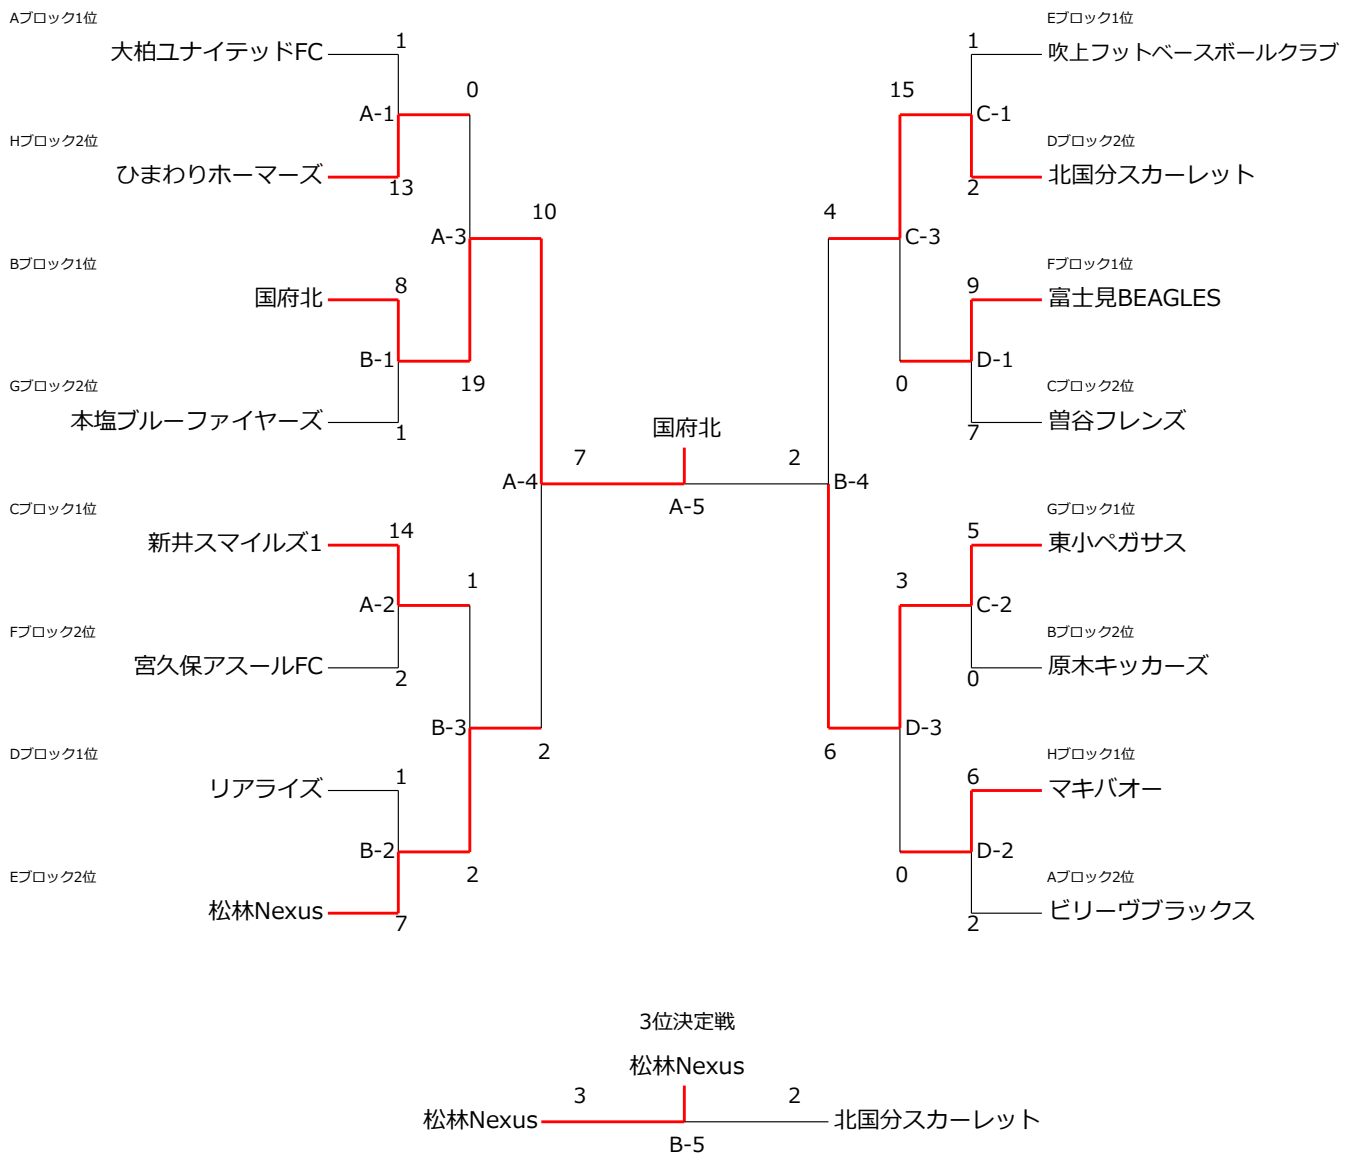 Aブロック1位
大柏ユナイテッドFC
1
0
A-1
Hブロック2位
ひまわりホーマーズ
13
10
A-3
Bブロック1位
国府北
8
B-1
19
Gブロック2位
本塩ブルーファイヤーズ
1
7
A-4
Cブロック1位
新井スマイルズ1
14
1
A-2
Fブロック2位
宮久保アスールFC
2
B-3
2
Dブロック1位
リアライズ
1
B-2
2
Eブロック2位
松林Nexus
7
国府北
A-5
Eブロック1位
1
吹上フットベースボールクラブ
15
C-1
Dブロック2位
2
北国分スカーレット
4
C-3
Fブロック1位
9
富士見BEAGLES
D-1
0
Cブロック2位
7
曽谷フレンズ
2
B-4
Gブロック1位
5
東小ペガサス
3
C-2
Bブロック2位
0
原木キッカーズ
D-3
6
Hブロック1位
6
マキバオー
D-2
0
Aブロック2位
2
ビリーヴブラックス
3位決定戦
松林Nexus
3
2
松林Nexus
北国分スカーレット
B-5